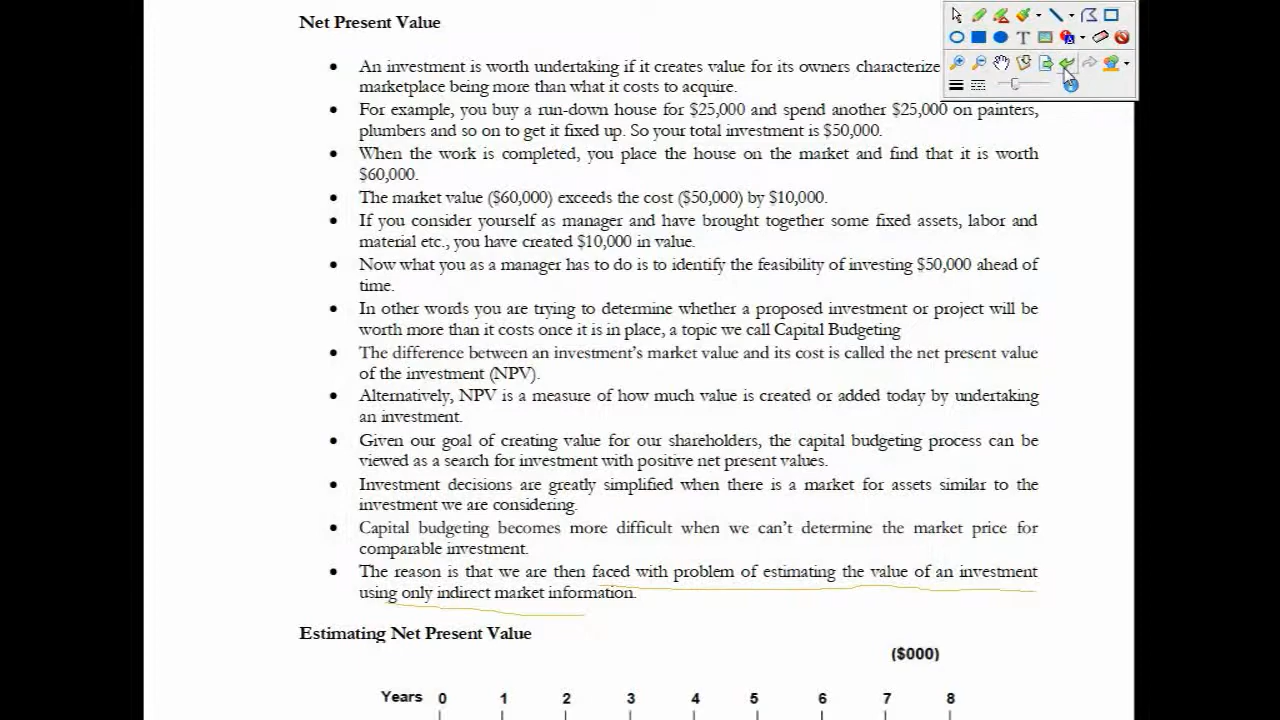 Net Present Value
• An investment is worth undertaking if it creates value for its owners characterize
marketplace being more than what it costs to acquire.
• For example, you buy a run-down house for $25,000 and spend another $25,000 on painters,
plumbers and so on to get it fixed up. So your total investment is $50,000.
• When the work is completed, you place the house on the market and find that it is worth
$60,000.
• The market value ($60,000) exceeds the cost ($50,000) by $10,000.
• If you consider yourself as manager and have brought together some fixed assets, labor and
material etc., you have created $10,000 in value.
• Now what you as a manager has to do is to identify the feasibility of investing $50,000 ahead of
time.
• In other words you are trying to determine whether a proposed investment or project will be
worth more than it costs once it is in place, a topic we call Capital Budgeting
• The difference between an investment's market value and its cost is called the net present value
of the investment (NPV).
• Alternatively, NPV is a measure of how much value is created or added today by undertaking
an investment.
• Given our goal of creating value for our shareholders, the capital budgeting process can be
viewed as a search for investment with positive net present values.
• Investment decisions are greatly simplified when there is a market for assets similar to the
investment we are considering.
• Capital budgeting becomes more difficult when we can't determine the market price for
comparable investment.
• The reason is that we are then faced with problem of estimating the value of an investment
using only indirect market information.
Estimating Net Present Value
($000)
Years 0 1 2 3 4 5 6 7 8